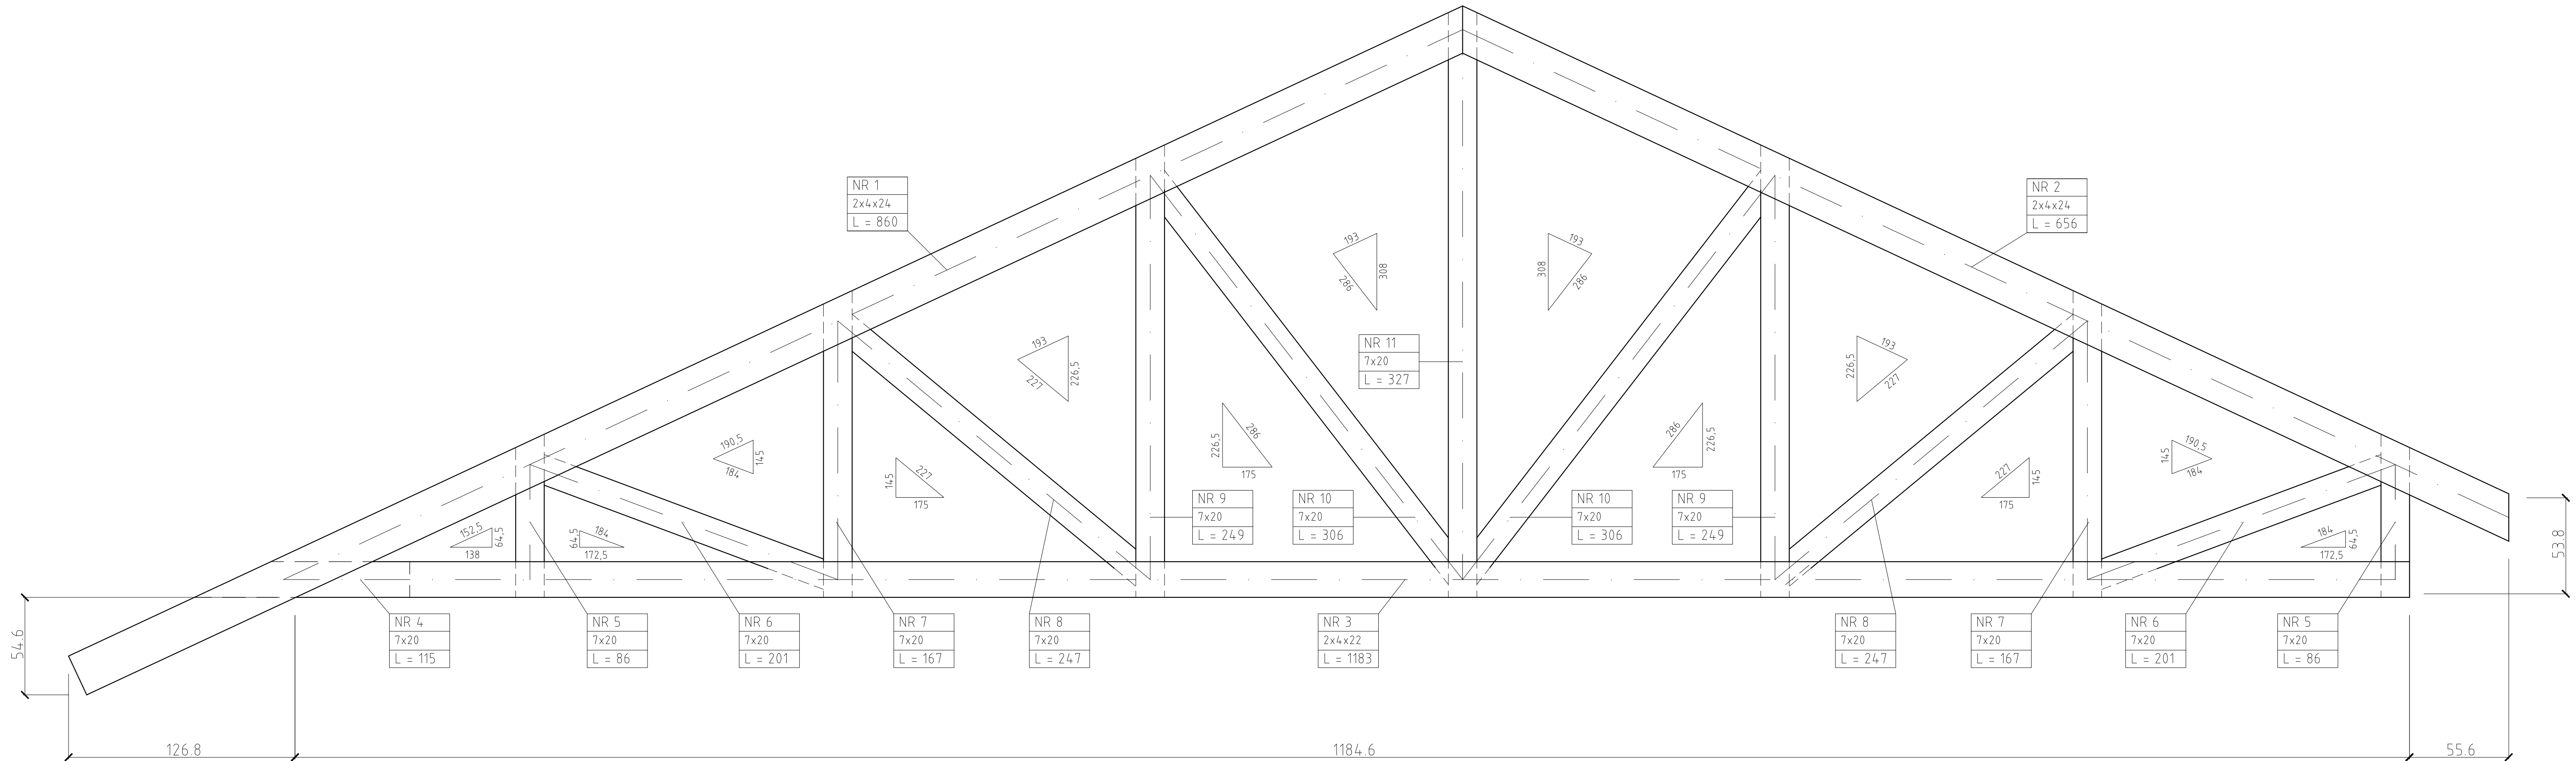 NR 1
2x4x24
L = 860
NR 2
2x4x24
L = 656
193
308
286
193
308
286
NR 11
7x20
L = 327
193
226,5
227
193
226,5
227
226,5
286
175
286
226,5
175
190,5
145
184
145
227
175
227
145
175
190,5
145
184
NR 9
7x20
L = 249
NR 10
7x20
L = 306
NR 10
7x20
L = 306
NR 9
7x20
L = 249
152,5
64,5
138
64,5
184
172,5
184
64,5
172,5
53.8
54.6
NR 4
7x20
L = 115
NR 5
7x20
L = 86
NR 6
7x20
L = 201
NR 7
7x20
L = 167
NR 8
7x20
L = 247
NR 3
2x4x22
L = 1183
NR 8
7x20
L = 247
NR 7
7x20
L = 167
NR 6
7x20
L = 201
NR 5
7x20
L = 86
126.8
1184.6
55.6